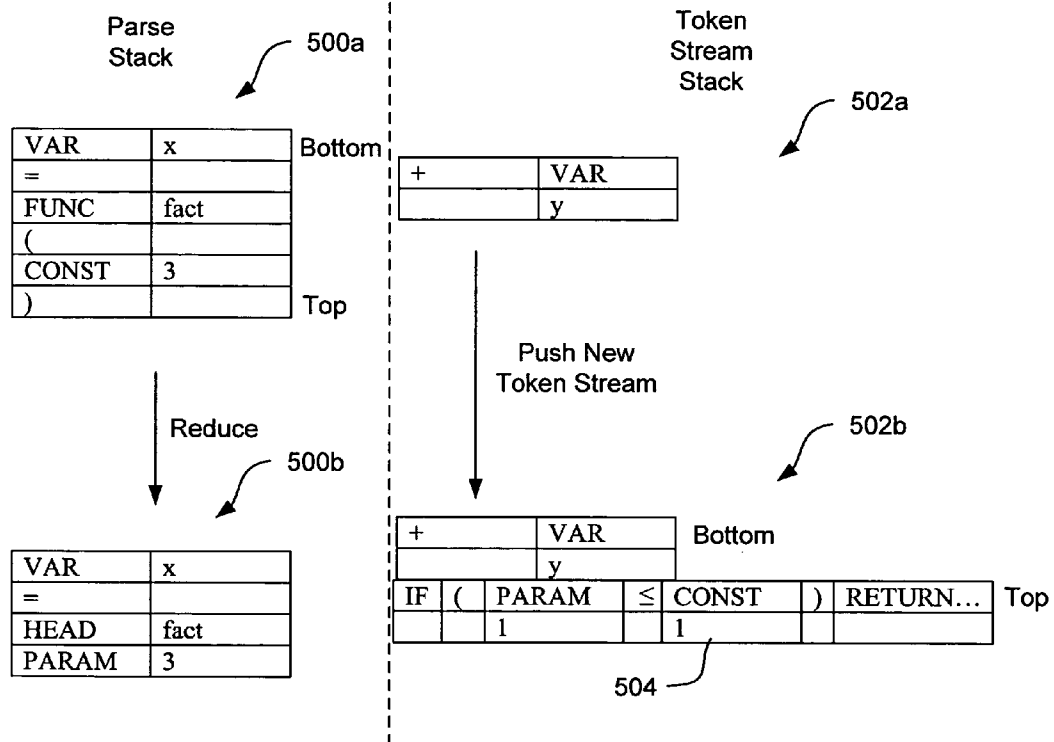 Parse
Stack
500a
VAR x Bottom
=
FUNC fact
(
CONST 3
) Top
Reduce
500b
VAR x
=
HEAD fact
PARAM 3
Token
Stream
Stack
502a
+ VAR
y
Push New
Token Stream
502b
+ VAR Bottom
y
IF ( PARAM ≤ CONST ) RETURN... Top
1 1
504